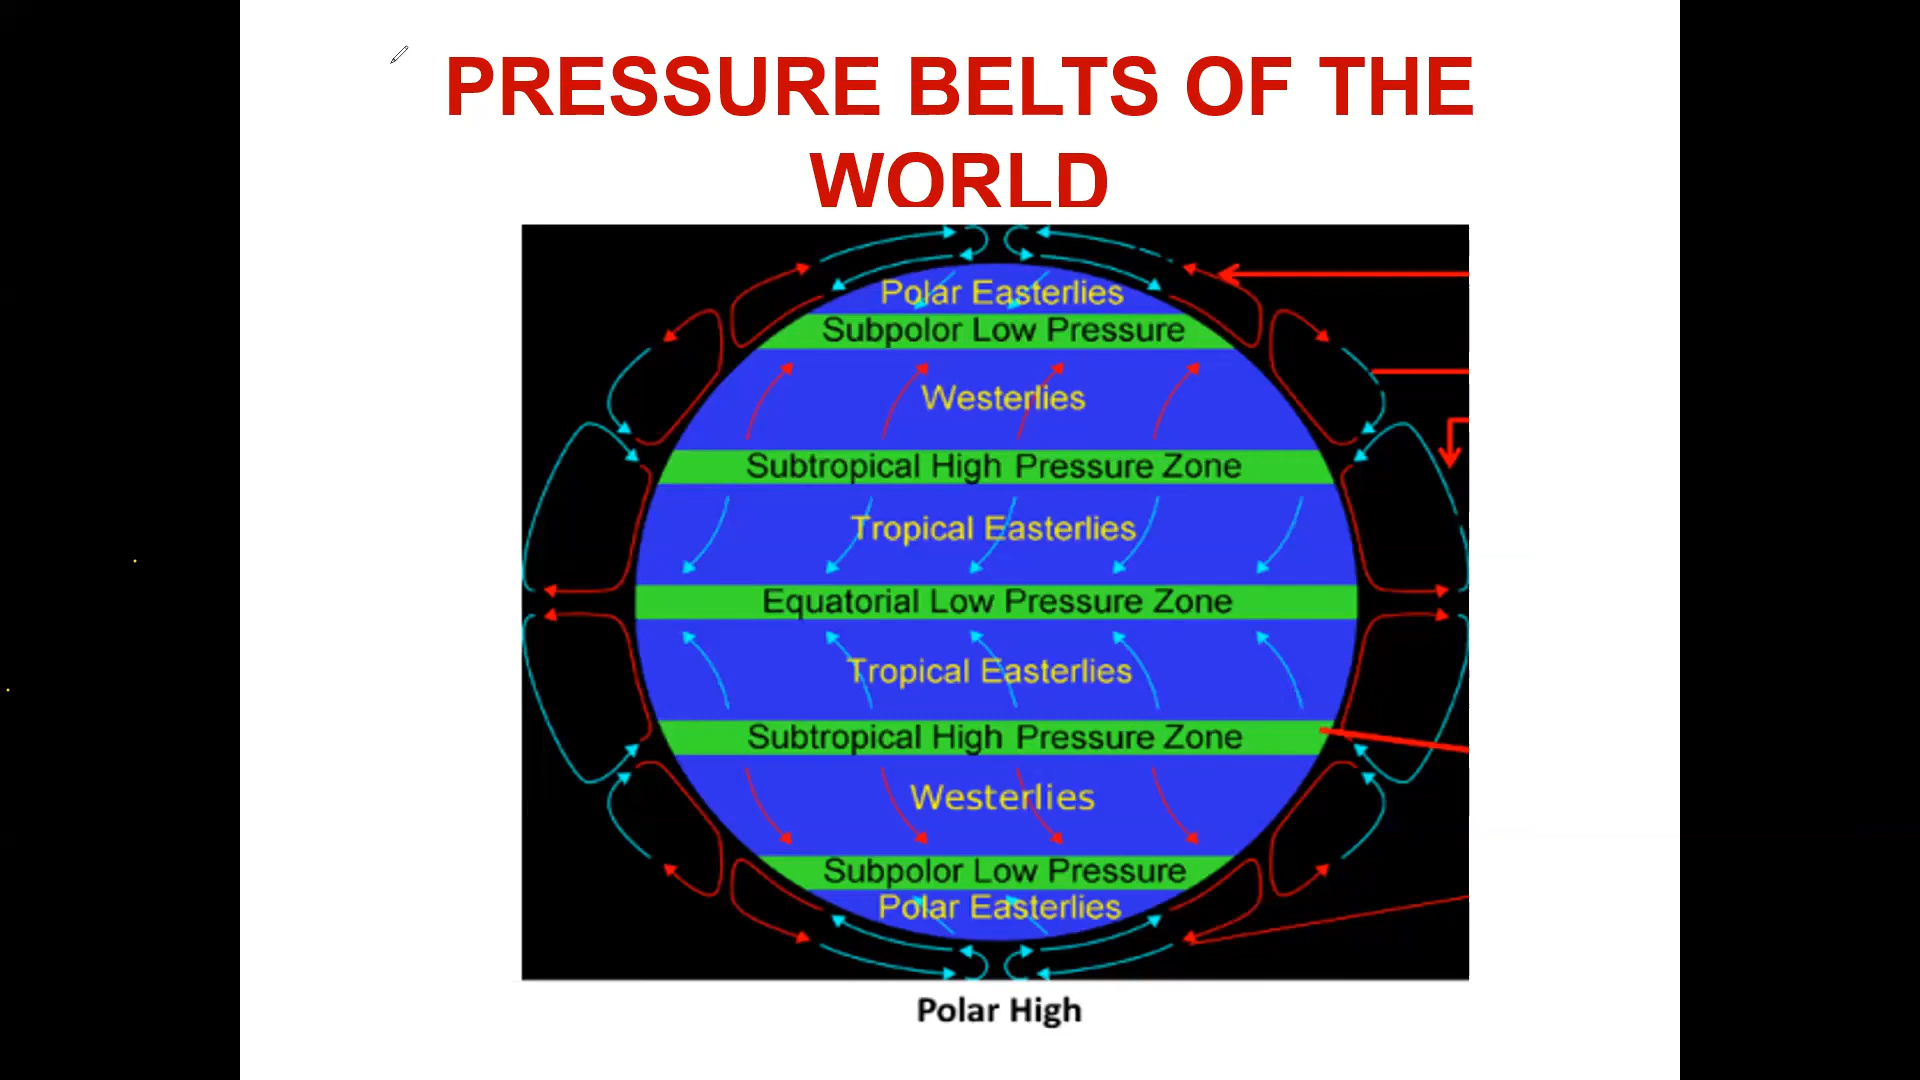 PRESSURE BELTS OF THE
WORLD
Polar Easterlies
Subpolor Low Pressure
Westerlies
Subtropical High Pressure Zone
Tropical Easterlies
Equatorial Low Pressure Zone
Tropical Easterlies
Subtropical High Pressure Zone
Westerlies
Subpolor Low Pressure
Polar Easterlies
Polar High